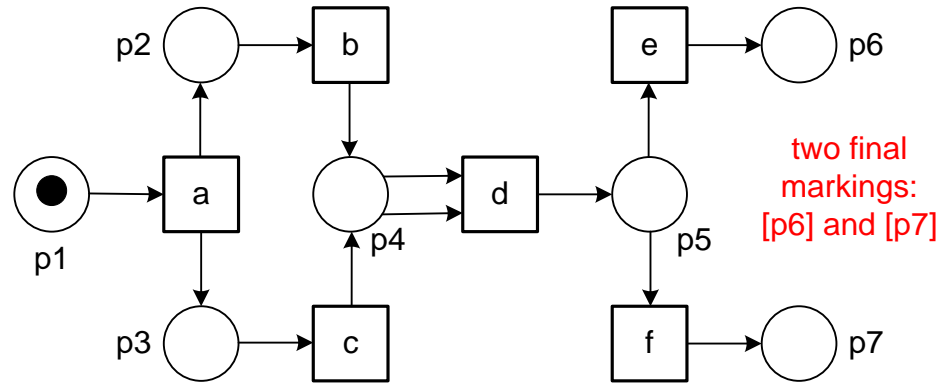 p2
b
e
p6
a
d
two final
markings:
[p6] and [p7]
p1
p4
p5
p3
c
f
p7